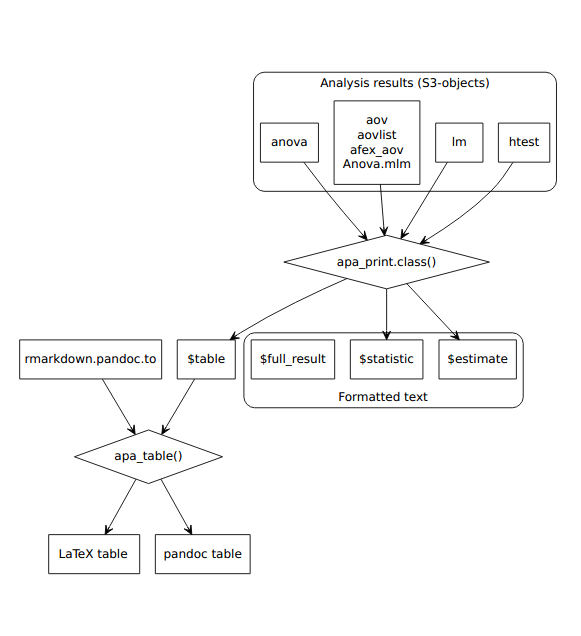 Analysis results (S3-objects)
anova
aov
aovlist
afex_aov
Anova.mlm
lm
htest
apa_print.class()
rmarkdown.pandoc.to
$table
$full_result
$statistic
$estimate
Formatted text
apa_table()
LaTeX table
pandoc table